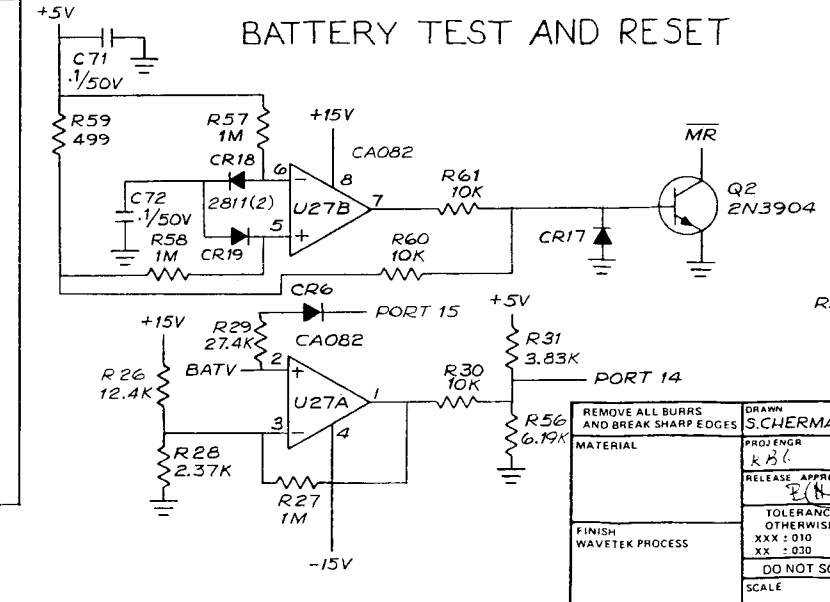 BATTERY TEST AND RESET
+5V
C71
.1/50V
R59
499
R57
1M
+15V
CA082
CR18
6
8
C72
.1/50V
2811(2)
U27B
7
5
R58
1M
CR19
R61
10K
R60
10K
CR17
MR
Q2
2N3904
CR6
PORT 15
+15V
R29
27.4K
CA082
+5V
R26
12.4K
BATV
2
U27A
1
R30
10K
R31
3.83K
PORT 14
3
4
R28
2.37K
R27
1M
R56
6.19K
-15V
R
REMOVE ALL BURRS
AND BREAK SHARP EDGES
DRAWN
S.CHERMA
MATERIAL
PROJ ENGR
RELEASE APPR
TOLERANC
OTHERWIS
.XXX ± 010
.XX ± 030
FINISH
WAVETEK PROCESS
DO NOT SC
SCALE